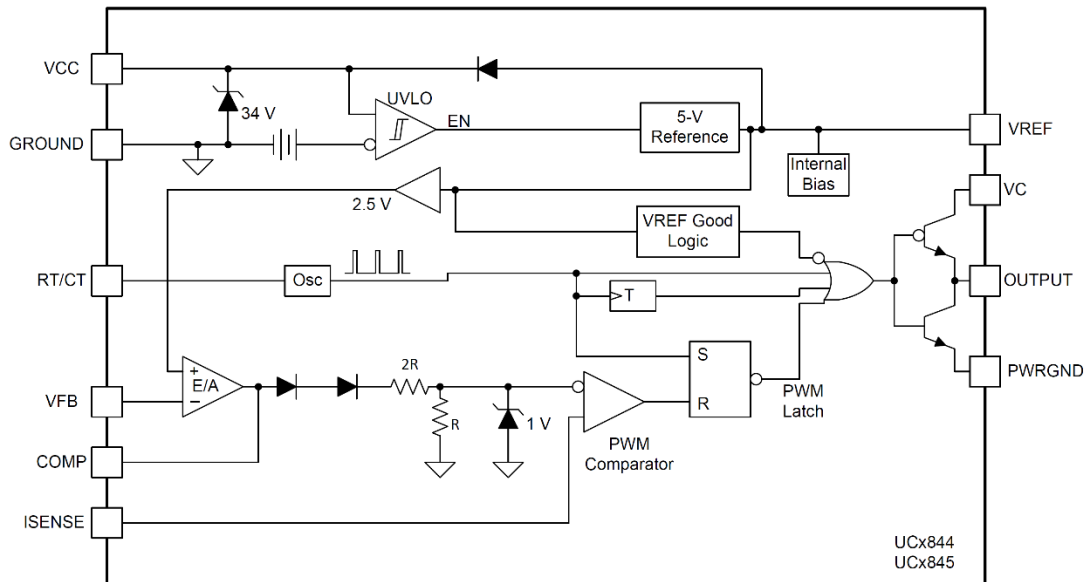 VCC
UVLO
34 V
EN
5-V
Reference
GROUND
VREF
Internal
Bias
VC
2.5 V
VREF Good
Logic
RT/CT
Osc
OUTPUT
T
S
2R
E/A
+
−
VFB
R
R
1 V
PWM
Latch
PWRGND
PWM
Comparator
COMP
ISENSE
UCx844
UCx845